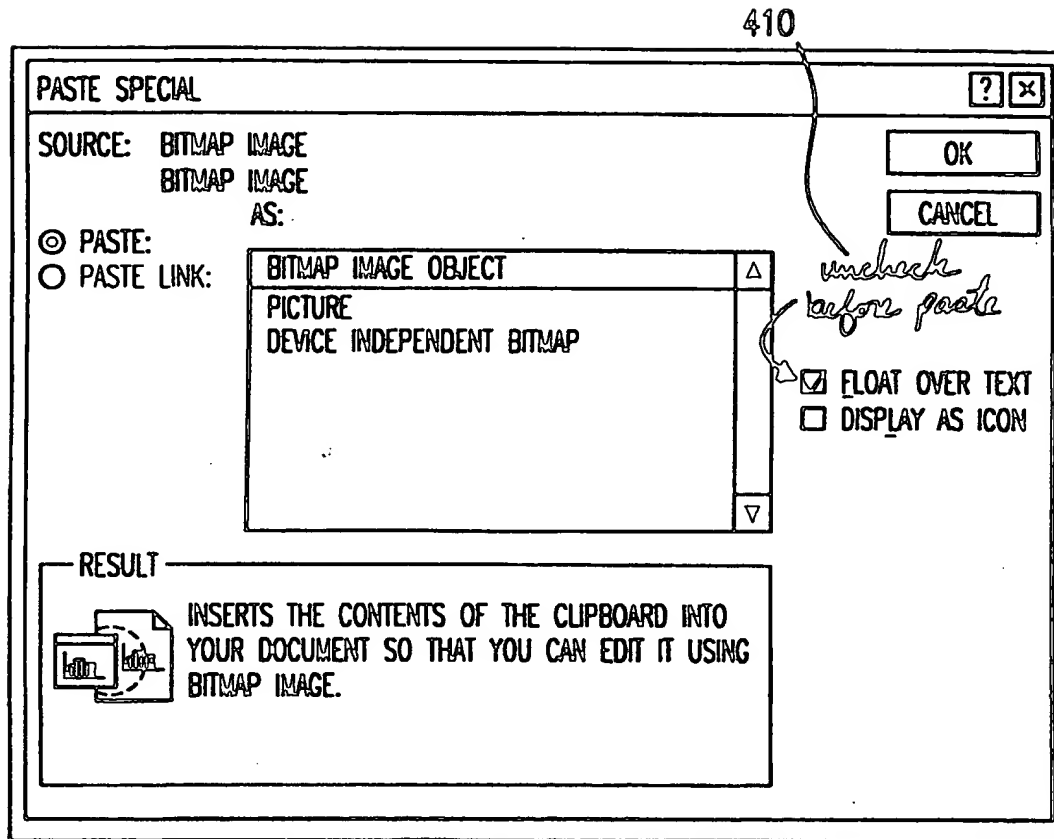 410
PASTE SPECIAL
? ×
SOURCE: BITMAP IMAGE
BITMAP IMAGE
AS:
OK
CANCEL
PASTE:
PASTE LINK:
BITMAP IMAGE OBJECT
PICTURE
DEVICE INDEPENDENT BITMAP
uncheck
before paste
FLOAT OVER TEXT
DISPLAY AS ICON
RESULT
INSERTS THE CONTENTS OF THE CLIPBOARD INTO
YOUR DOCUMENT SO THAT YOU CAN EDIT IT USING
BITMAP IMAGE.